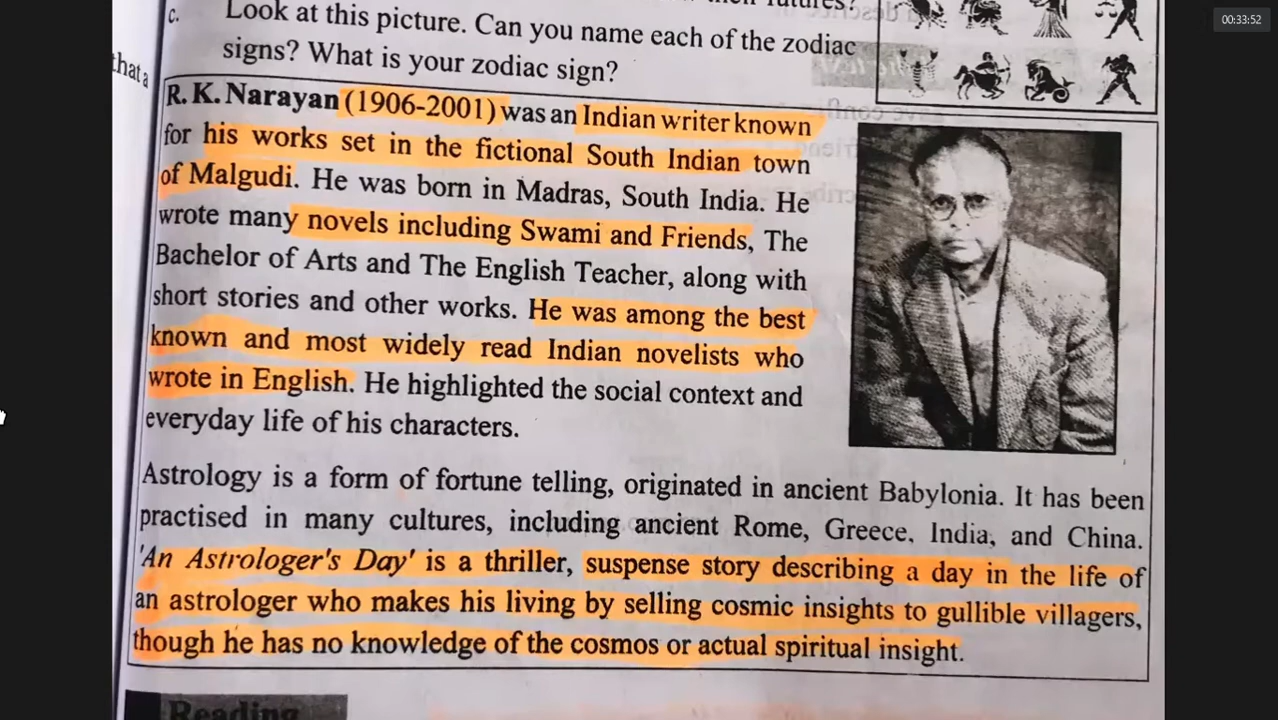 00:33:52
futures?
c. Look at this picture. Can you name each of the zodiac
signs? What is your zodiac sign?
that a
R. K. Narayan (1906-2001) was an Indian writer known
for his works set in the fictional South Indian town
of Malgudi. He was born in Madras, South India. He
wrote many novels including Swami and Friends, The
Bachelor of Arts and The English Teacher, along with
short stories and other works. He was among the best
known and most widely read Indian novelists who
wrote in English. He highlighted the social context and
everyday life of his characters.
Astrology is a form of fortune telling, originated in ancient Babylonia. It has been
practised in many cultures, including ancient Rome, Greece, India, and China.
'An Astrologer's Day' is a thriller, suspense story describing a day in the life of
an astrologer who makes his living by selling cosmic insights to gullible villagers,
though he has no knowledge of the cosmos or actual spiritual insight.
Reading